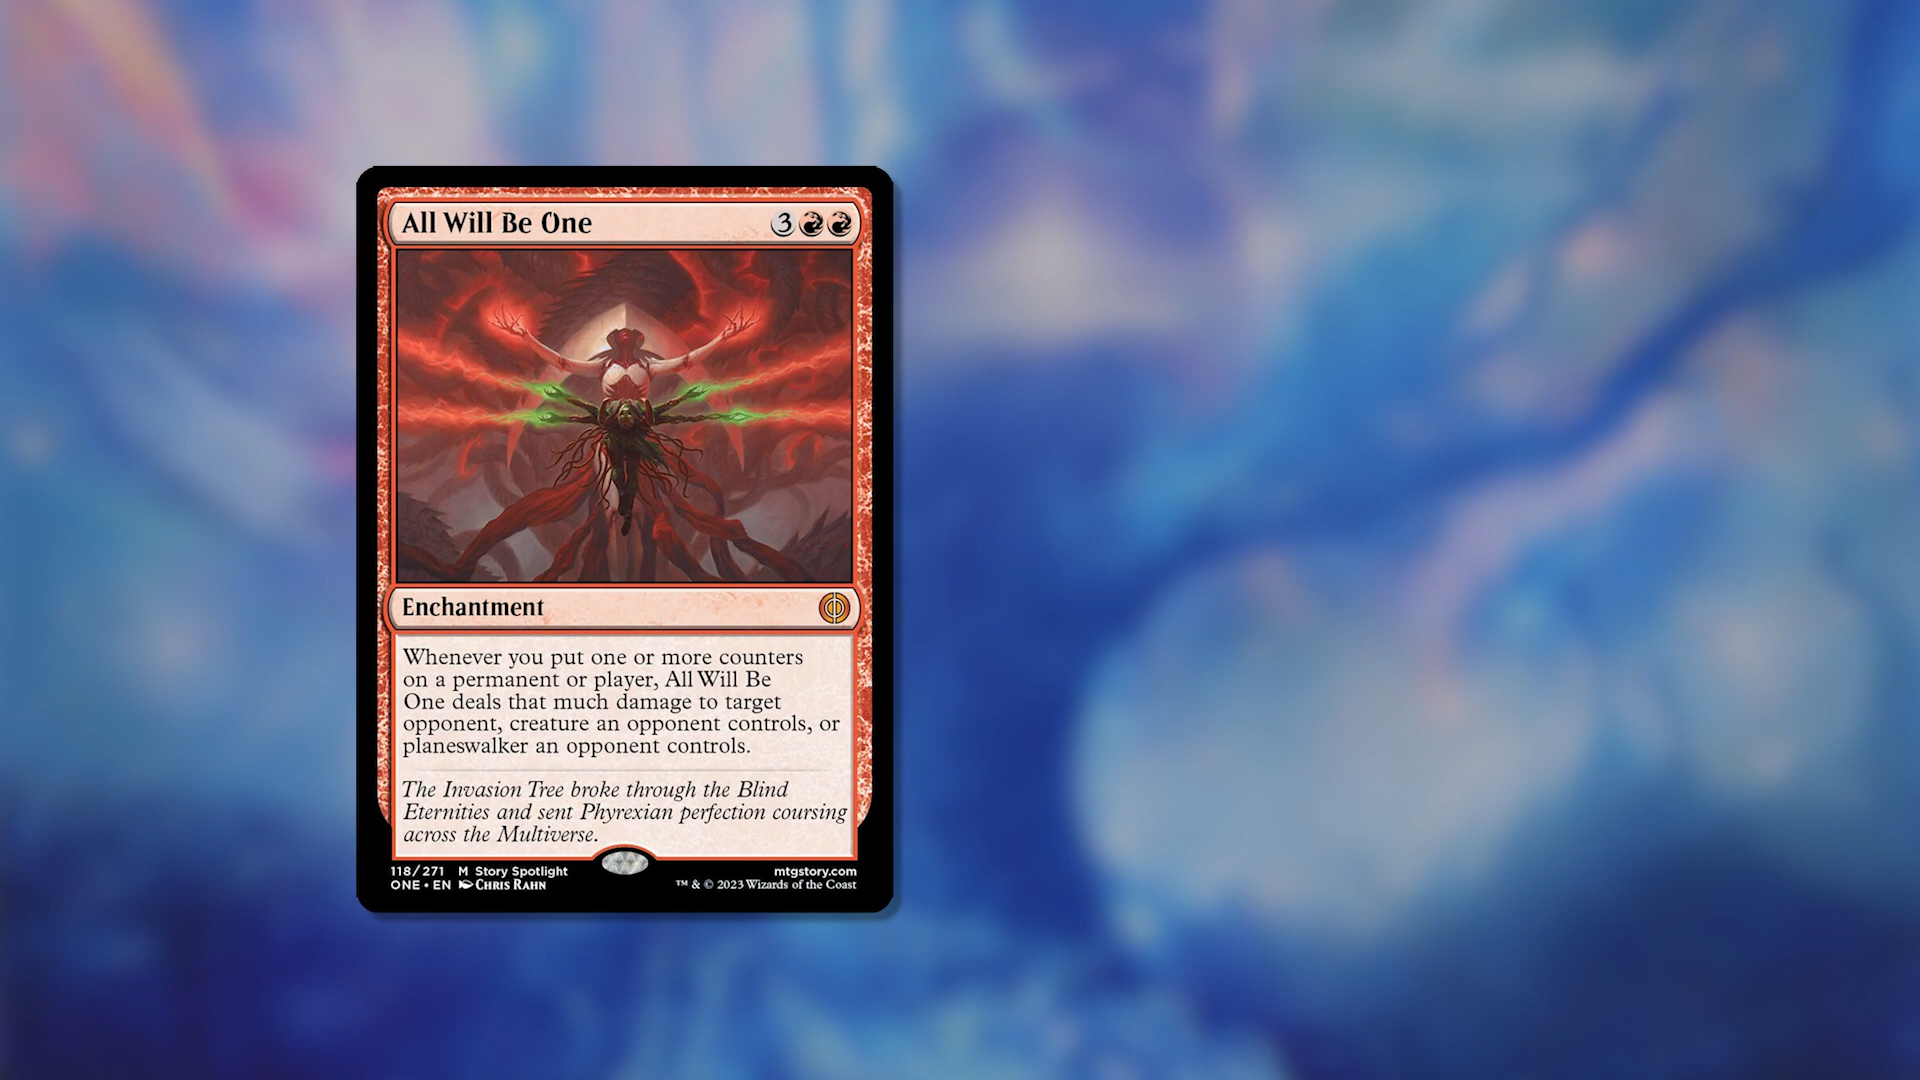 All Will Be One 3
Enchantment
Whenever you put one or more counters
on a permanent or player, All Will Be
One deals that much damage to target
opponent, creature an opponent controls, or
planeswalker an opponent controls.
The Invasion Tree broke through the Blind
Eternities and sent Phyrexian perfection coursing
across the Multiverse.
118/271 M Story Spotlight mtgstory.com
ONE • EN Chris Rahn ™ & © 2023 Wizards of the Coast